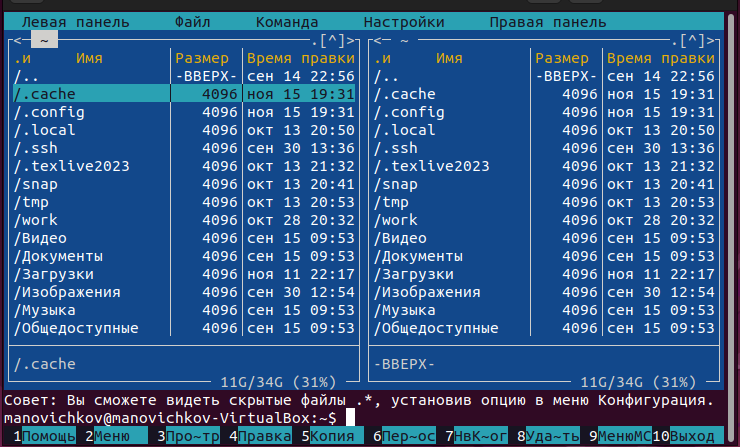 Левая панель Файл Команда Настройки Правая панель
<─ ~ .[^]> <─ ~ .[^]>
.и Имя Размер Время правки .и Имя Размер Время правки
/.. -ВВЕРХ- сен 14 22:56 /.. -ВВЕРХ- сен 14 22:56
/.cache 4096 ноя 15 19:31 /.cache 4096 ноя 15 19:31
/.config 4096 ноя 15 19:31 /.config 4096 ноя 15 19:31
/.local 4096 окт 13 20:50 /.local 4096 окт 13 20:50
/.ssh 4096 сен 30 13:36 /.ssh 4096 сен 30 13:36
/.texlive2023 4096 окт 13 21:32 /.texlive2023 4096 окт 13 21:32
/snap 4096 окт 13 20:41 /snap 4096 окт 13 20:41
/tmp 4096 окт 13 20:53 /tmp 4096 окт 13 20:53
/work 4096 окт 28 20:32 /work 4096 окт 28 20:32
/Видео 4096 сен 15 09:53 /Видео 4096 сен 15 09:53
/Документы 4096 сен 15 09:53 /Документы 4096 сен 15 09:53
/Загрузки 4096 ноя 11 22:17 /Загрузки 4096 ноя 11 22:17
/Изображения 4096 сен 30 12:54 /Изображения 4096 сен 30 12:54
/Музыка 4096 сен 15 09:53 /Музыка 4096 сен 15 09:53
/Общедоступные 4096 сен 15 09:53 /Общедоступные 4096 сен 15 09:53
/.cache -ВВЕРХ-
11G/34G (31%) 11G/34G (31%)
Совет: Вы сможете видеть скрытые файлы .*, установив опцию в меню Конфигурация.
manovichkov@manovichkov-VirtualBox:~$
1Помощь 2Меню 3Про~тр 4Правка 5Копия 6Пер~ос 7НвК~ог 8Уда~ть 9МенюMC 10Выход